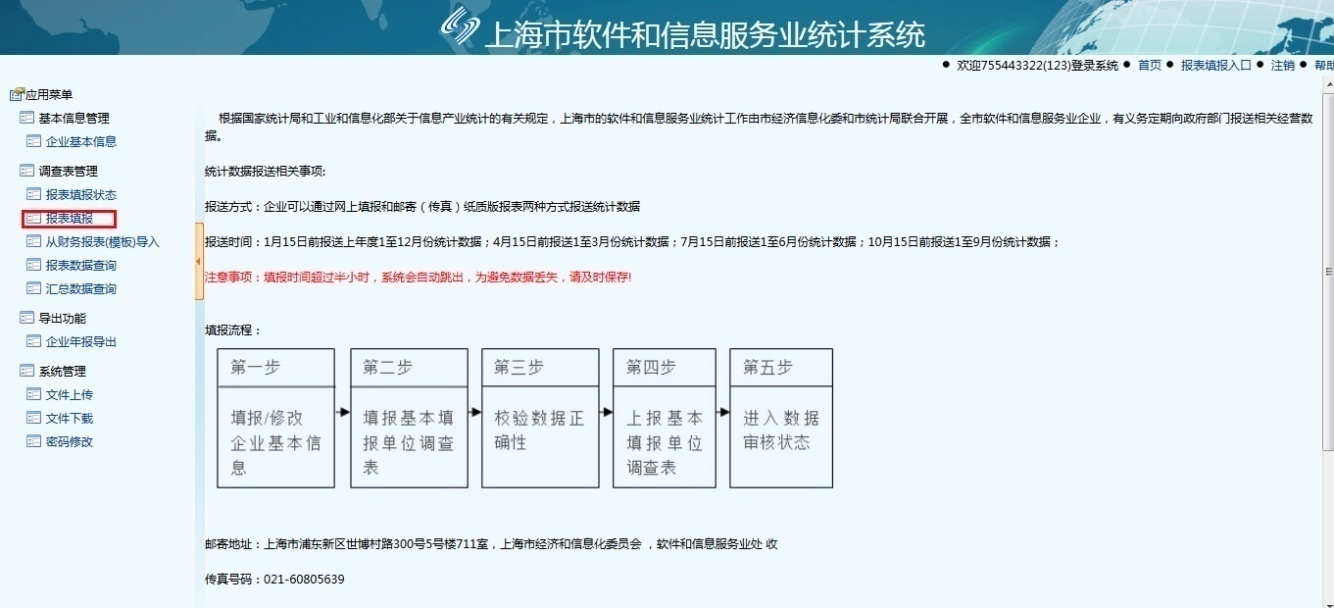 上海市软件和信息服务业统计系统
● 欢迎755443322(123)登录系统 ● 首页 ● 报表填报入口 ● 注销 ● 帮助
应用菜单
基本信息管理
企业基本信息
调查表管理
报表填报状态
报表填报
从财务报表(模板)导入
报表数据查询
汇总数据查询
导出功能
企业年报导出
系统管理
文件上传
文件下载
密码修改
根据国家统计局和工业和信息化部关于信息产业统计的有关规定，上海市的软件和信息服务业统计工作由市经济信息化委和市统计局联合开展，全市软件和信息服务业企业，有义务定期向政府部门报送相关经营数
据。
统计数据报送相关事项:
报送方式：企业可以通过网上填报和邮寄（传真）纸质版报表两种方式报送统计数据
报送时间：1月15日前报送上年度1至12月份统计数据；4月15日前报送1至3月份统计数据；7月15日前报送1至6月份统计数据；10月15日前报送1至9月份统计数据；
注意事项：填报时间超过半小时，系统会自动跳出，为避免数据丢失，请及时保存!
填报流程：
第一步
填报/修改
企业基本信
息
第二步
填报基本填
报单位调查
表
第三步
校验数据正
确性
第四步
上报基本
填报单位
调查表
第五步
进入数据
审核状态
邮寄地址：上海市浦东新区世博村路300号5号楼711室，上海市经济和信息化委员会 ，软件和信息服务业处 收
传真号码：021-60805639